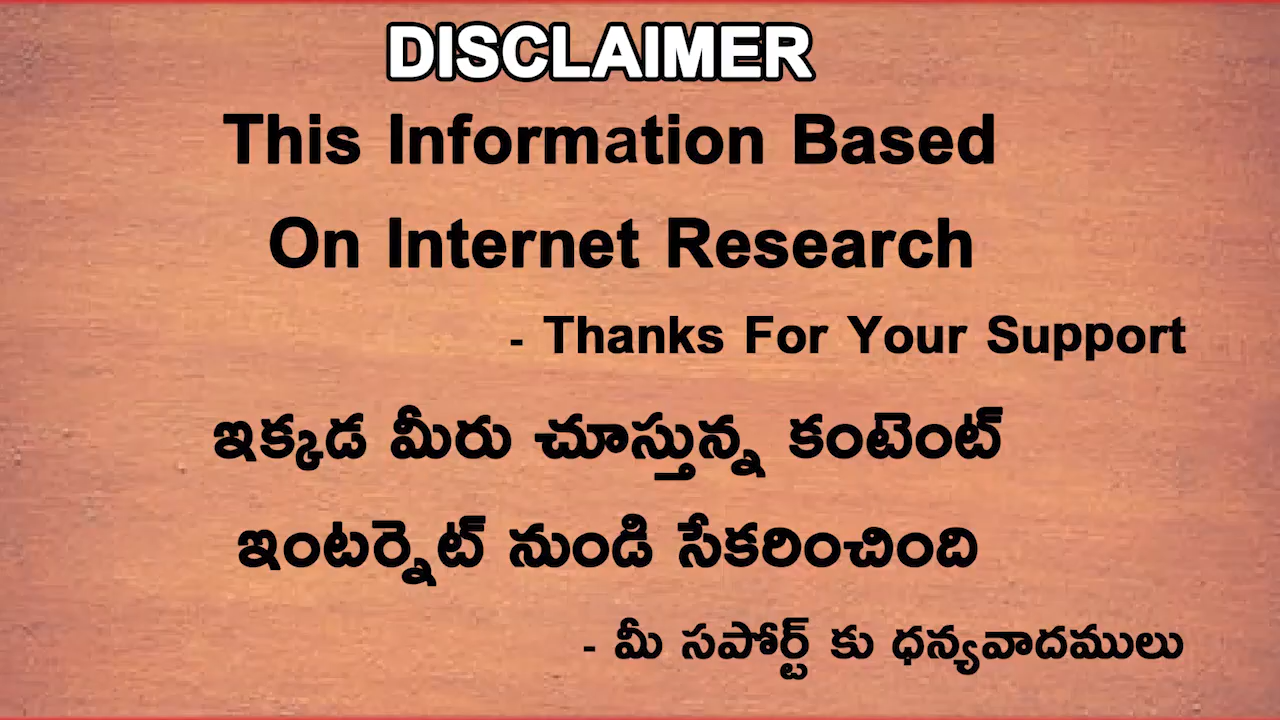 DISCLAIMER
This Information Based
On Internet Research
- Thanks For Your Support
ఇక్కడ మీరు చూస్తున్న కంటెంట్
ఇంటర్నెట్ నుండి సేకరించింది
- మీ సపోర్ట్ కు ధన్యవాదములు